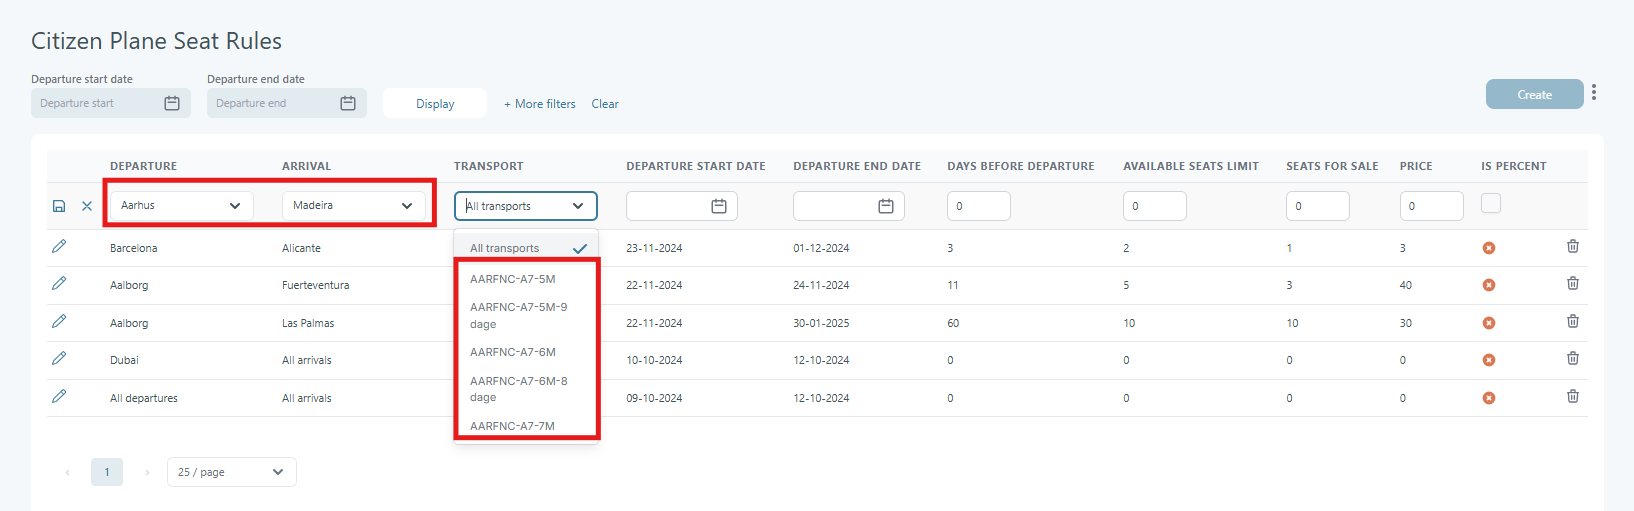 Citizen Plane Seat Rules
Departure start date Departure end date
Departure start Departure end Display + More filters Clear Create
DEPARTURE ARRIVAL TRANSPORT DEPARTURE START DATE DEPARTURE END DATE DAYS BEFORE DEPARTURE AVAILABLE SEATS LIMIT SEATS FOR SALE PRICE IS PERCENT
Aarhus Madeira All transports 0 0 0 0
Barcelona Alicante All transports 23-11-2024 01-12-2024 3 2 1 3
Aalborg Fuerteventura AARFNC-A7-5M 22-11-2024 24-11-2024 11 5 3 40
AARFNC-A7-5M-9
dage
Aalborg Las Palmas 22-11-2024 30-01-2025 60 10 10 30
AARFNC-A7-6M
Dubai All arrivals 10-10-2024 12-10-2024 0 0 0 0
AARFNC-A7-6M-8
dage
All departures All arrivals 09-10-2024 12-10-2024 0 0 0 0
AARFNC-A7-7M
1 25 / page